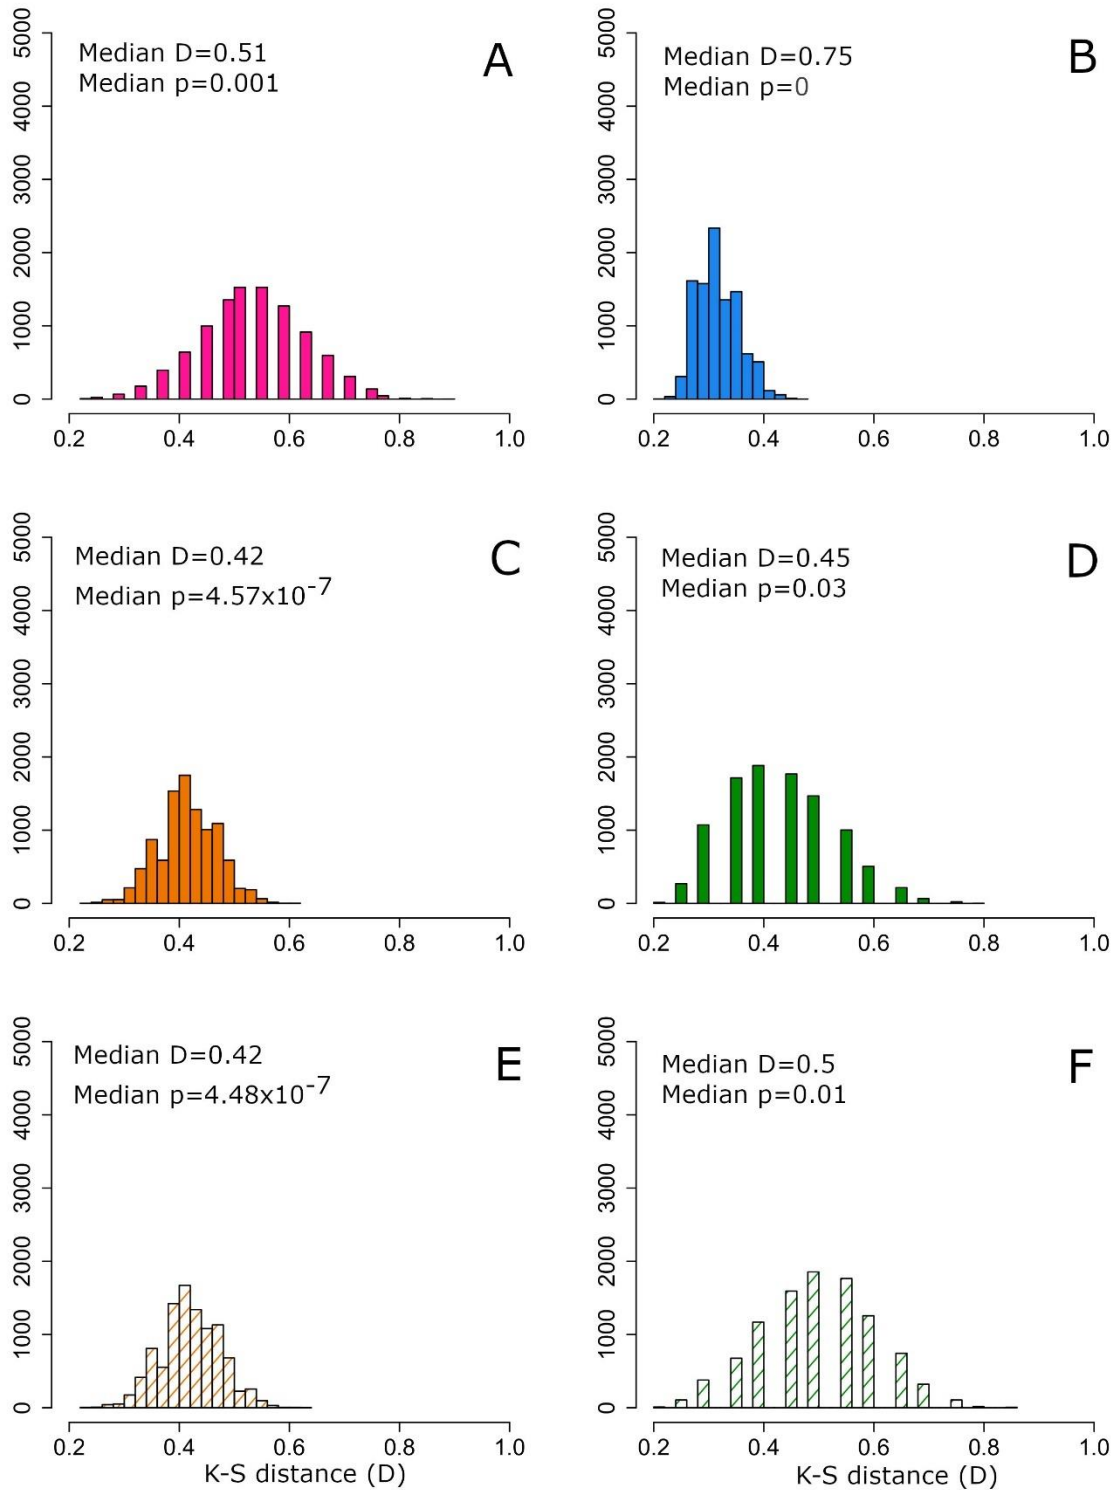 5000
4000
3000
2000
1000
0
Median D=0.51
Median p=0.001
A
0.2 0.4 0.6 0.8 1.0
5000
4000
3000
2000
1000
0
Median D=0.75
Median p=0
B
0.2 0.4 0.6 0.8 1.0
5000
4000
3000
2000
1000
0
Median D=0.42
Median p=4.57x10⁻⁷
C
0.2 0.4 0.6 0.8 1.0
5000
4000
3000
2000
1000
0
Median D=0.45
Median p=0.03
D
0.2 0.4 0.6 0.8 1.0
5000
4000
3000
2000
1000
0
Median D=0.42
Median p=4.48x10⁻⁷
E
0.2 0.4 0.6 0.8 1.0
K-S distance (D)
5000
4000
3000
2000
1000
0
Median D=0.5
Median p=0.01
F
0.2 0.4 0.6 0.8 1.0
K-S distance (D)